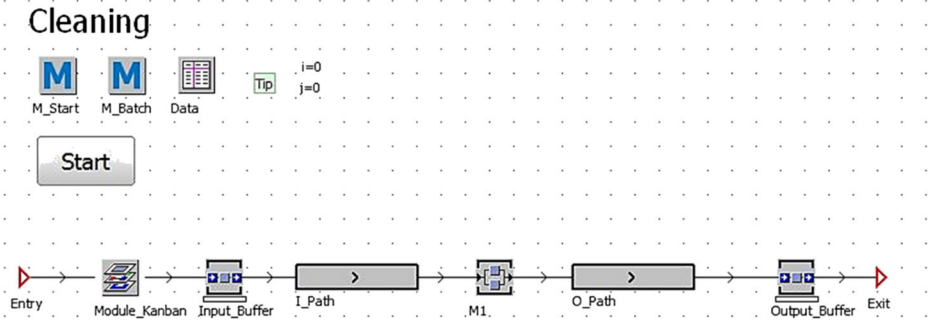 Cleaning
M M Tip i=0
j=0
M_Start M_Batch Data
Start
Entry Module_Kanban Input_Buffer I_Path M1 O_Path Output_Buffer Exit